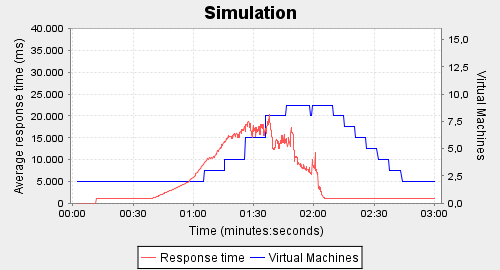 Simulation
Average response time (ms)
40.000
35.000
30.000
25.000
20.000
15.000
10.000
5.000
0
15,0
12,5
10,0
7,5
5,0
2,5
0,0
Virtual Machines
00:00 00:30 01:00 01:30 02:00 02:30 03:00
Time (minutes:seconds)
Response time Virtual Machines